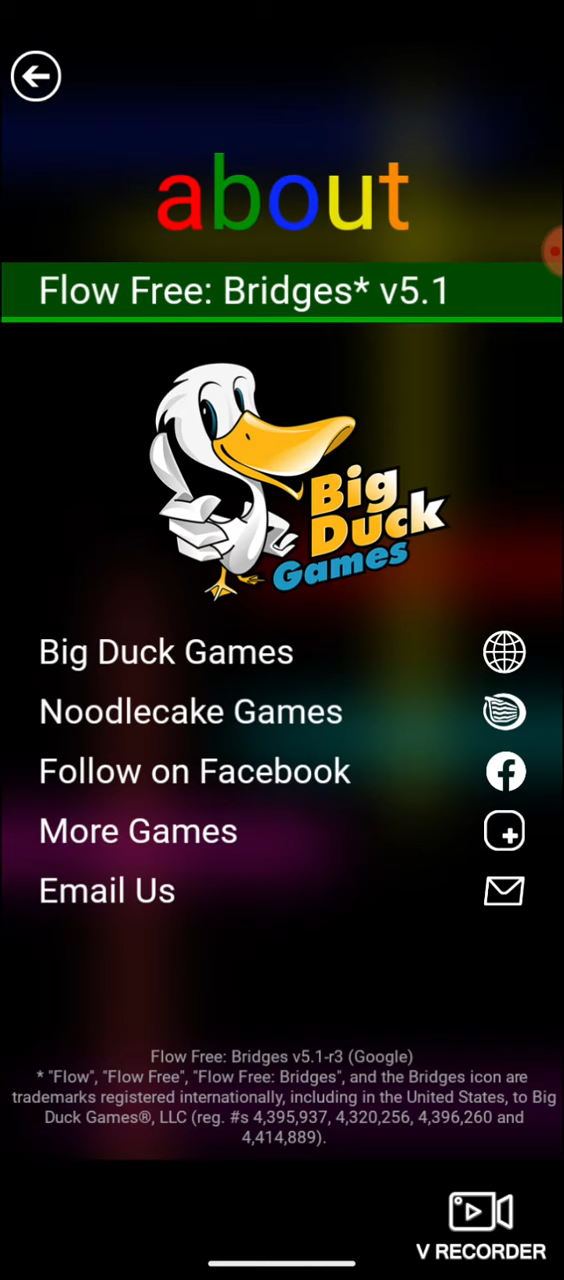 about
Flow Free: Bridges* v5.1
Big
Duck
Games
Big Duck Games
Noodlecake Games
Follow on Facebook
More Games
Email Us
Flow Free: Bridges v5.1-r3 (Google)
* "Flow", "Flow Free", "Flow Free: Bridges", and the Bridges icon are
trademarks registered internationally, including in the United States, to Big
Duck Games®, LLC (reg. #s 4,395,937, 4,320,256, 4,396,260 and
4,414,889).
V RECORDER